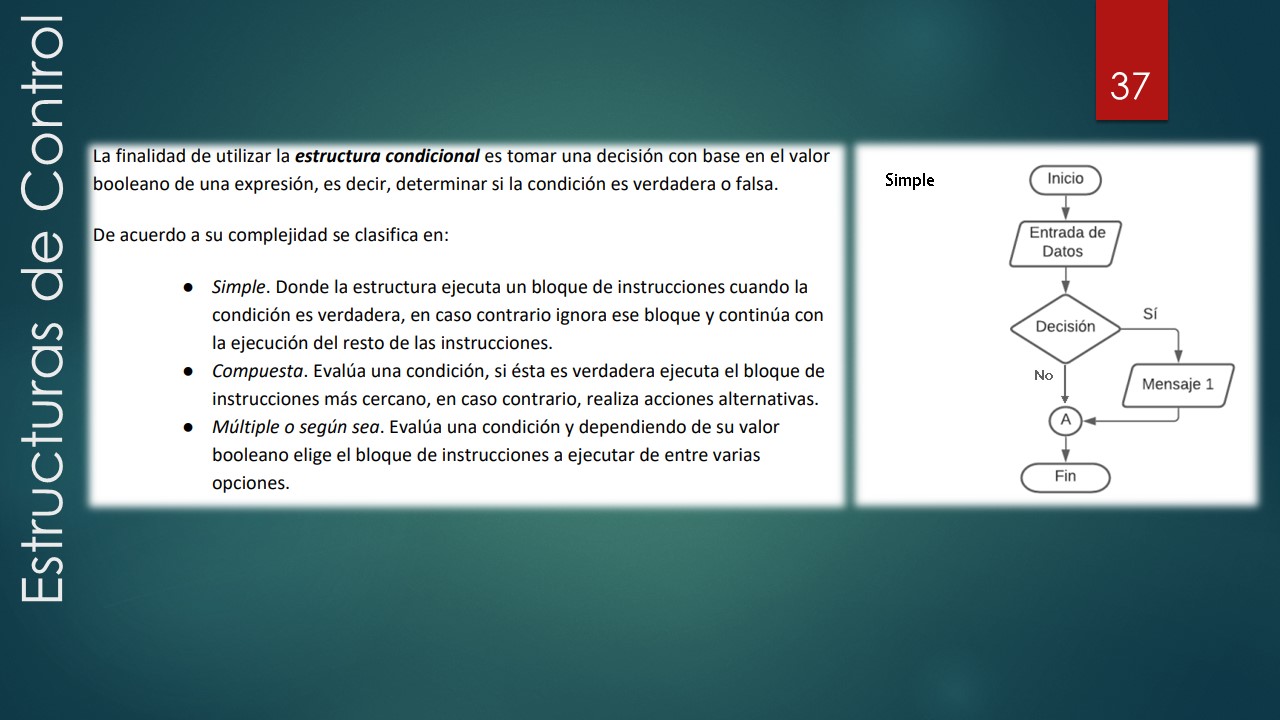 Estructuras de Control
37
La finalidad de utilizar la estructura condicional es tomar una decisión con base en el valor
booleano de una expresión, es decir, determinar si la condición es verdadera o falsa.
De acuerdo a su complejidad se clasifica en:
● Simple. Donde la estructura ejecuta un bloque de instrucciones cuando la
condición es verdadera, en caso contrario ignora ese bloque y continúa con
la ejecución del resto de las instrucciones.
● Compuesta. Evalúa una condición, si ésta es verdadera ejecuta el bloque de
instrucciones más cercano, en caso contrario, realiza acciones alternativas.
● Múltiple o según sea. Evalúa una condición y dependiendo de su valor
booleano elige el bloque de instrucciones a ejecutar de entre varias
opciones.
Simple
Inicio
Entrada de
Datos
Decisión
Sí
No
Mensaje 1
A
Fin